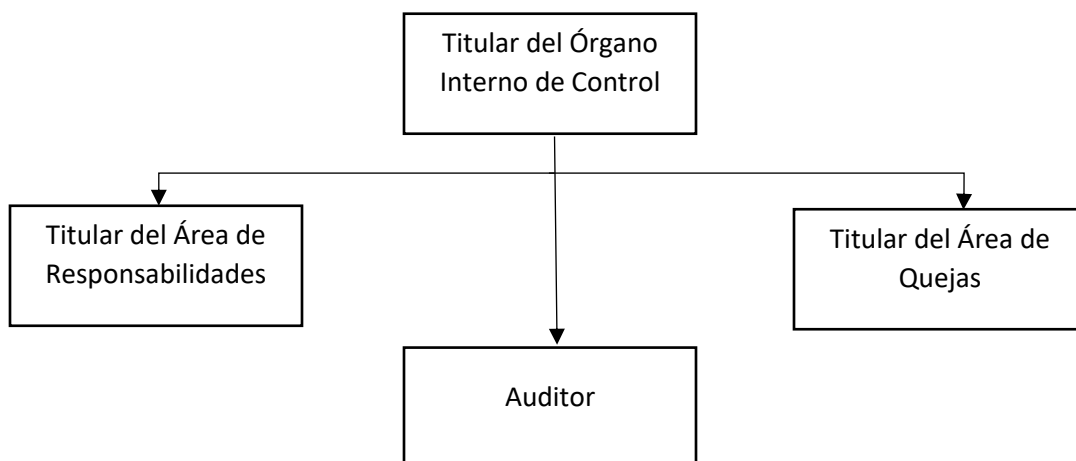 Titular del Órgano
Interno de Control
Titular del Área de
Responsabilidades
Titular del Área de
Quejas
Auditor